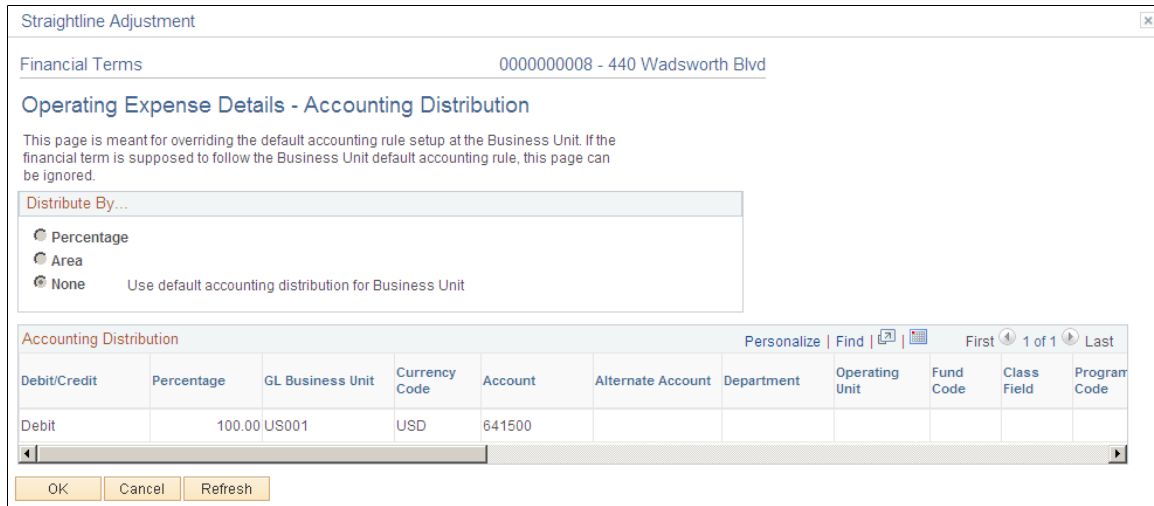 Straightline Adjustment
Financial Terms 0000000008 - 440 Wadsworth Blvd
Operating Expense Details - Accounting Distribution
This page is meant for overriding the default accounting rule setup at the Business Unit. If the
financial term is supposed to follow the Business Unit default accounting rule, this page can
be ignored.
Distribute By...
Percentage
Area
None Use default accounting distribution for Business Unit
Accounting Distribution Personalize | Find | | First 1 of 1 Last
Debit/Credit Percentage GL Business Unit Currency Code Account Alternate Account Department Operating Unit Fund Code Class Field Program Code
Debit 100.00 US001 USD 641500
OK Cancel Refresh